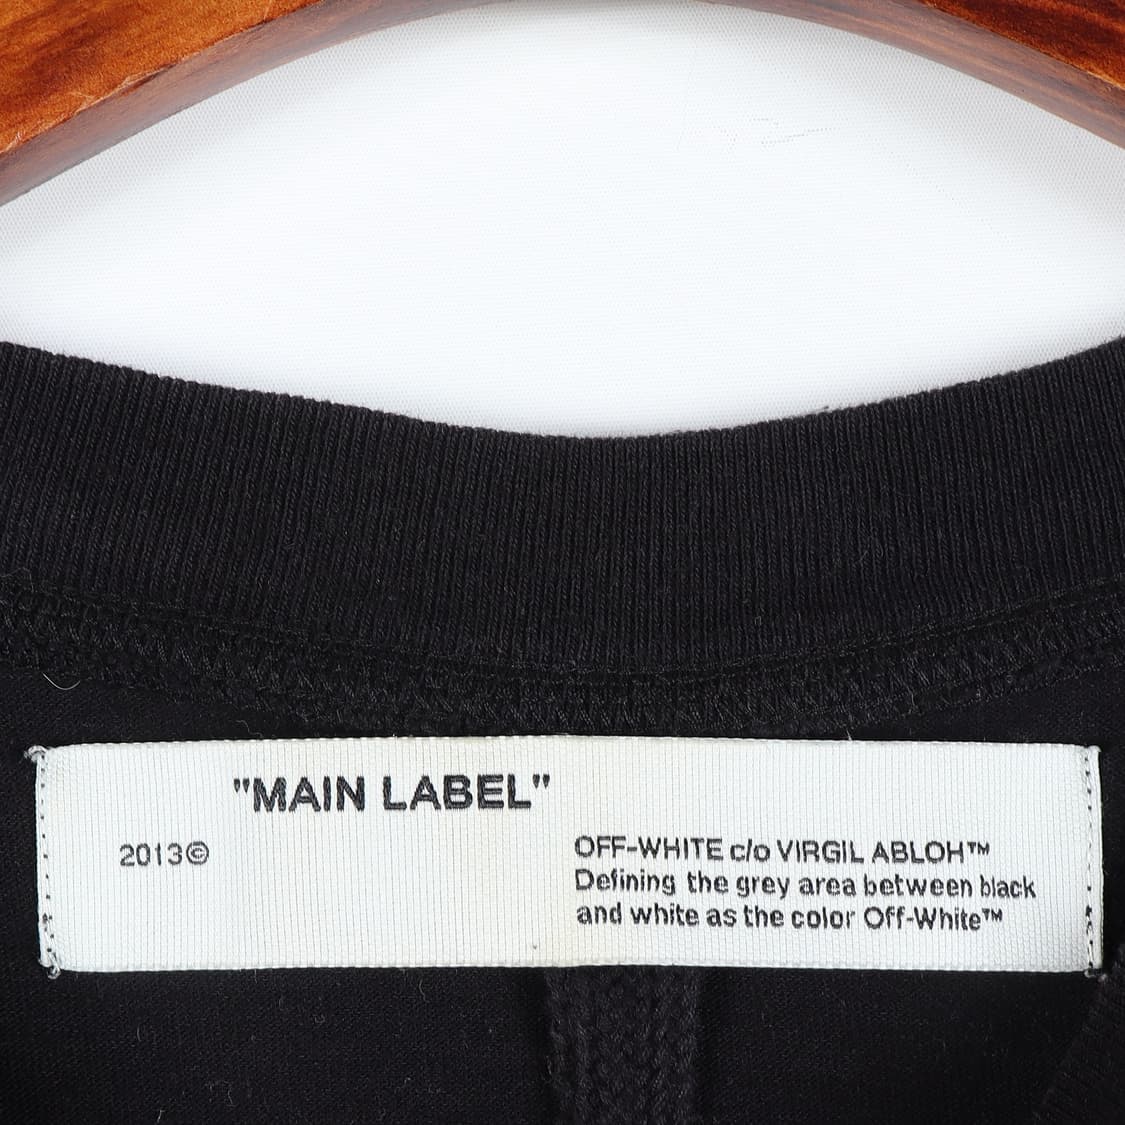 "MAIN LABEL"
2013©
OFF-WHITE c/o VIRGIL ABLOH™
Defining the grey area between black
and white as the color Off-White™